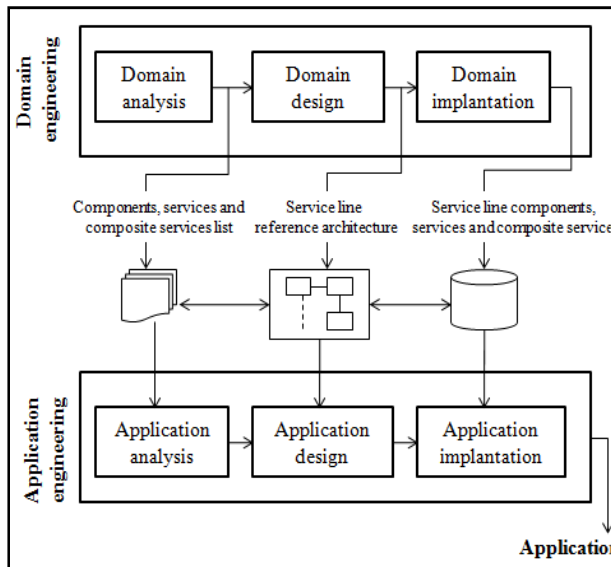 Domain
engineering
Domain
analysis
Domain
design
Domain
implantation
Components, services and
composite services list
Service line
reference architecture
Service line components,
services and composite service
Application
engineering
Application
analysis
Application
design
Application
implantation
Application